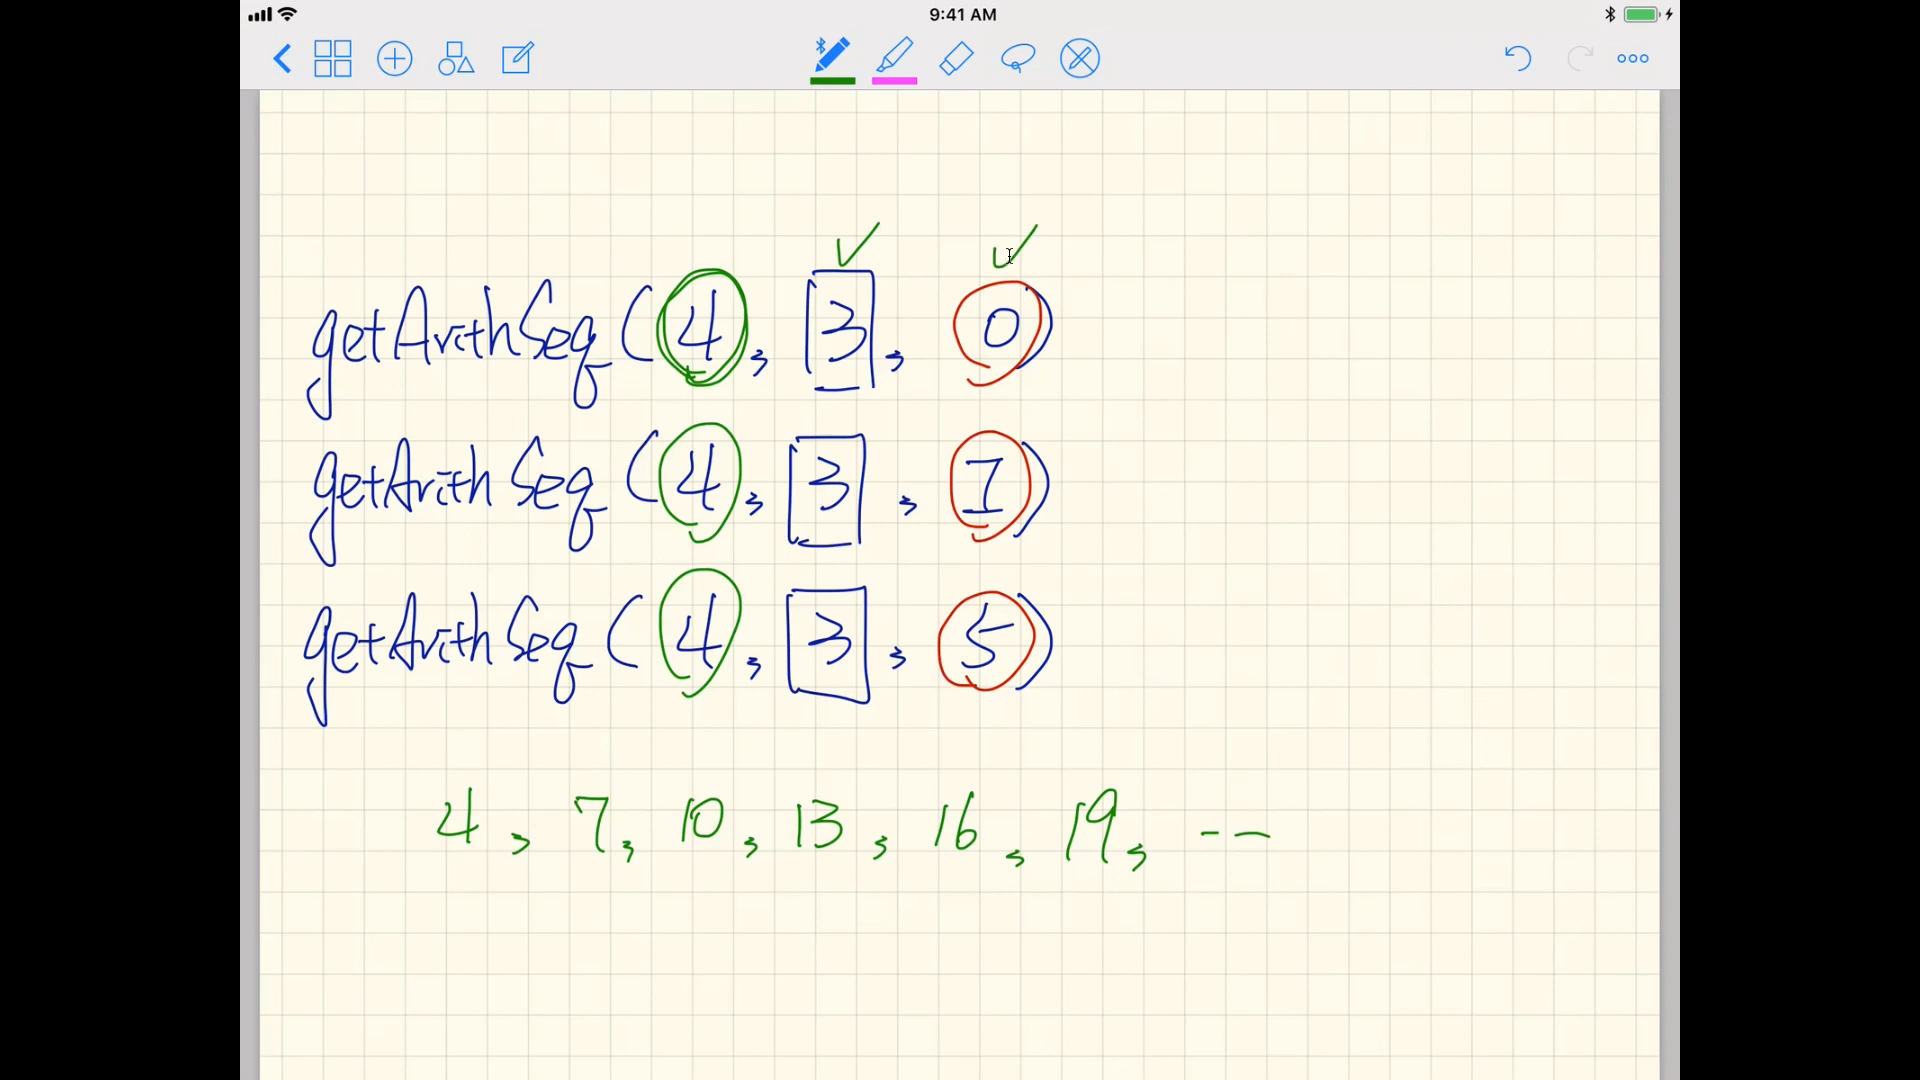 9:41 AM
getArithSeq(4, 3, 0)
getArithSeq(4, 3, 1)
getArithSeq(4, 3, 5)
4, 7, 10, 13, 16, 19, --